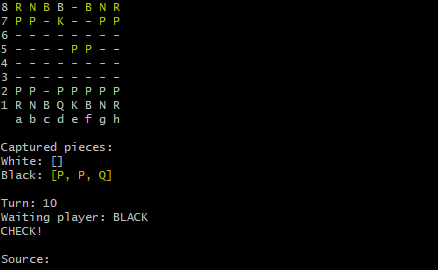 8 R N B B - B N R
7 P P - K - - P P
6 - - - - - - - -
5 - - - - P P - -
4 - - - - - - - -
3 - - - - - - - -
2 P P - P P P P P
1 R N B Q K B N R
a b c d e f g h
Captured pieces:
White: []
Black: [P, P, Q]
Turn: 10
Waiting player: BLACK
CHECK!
Source: